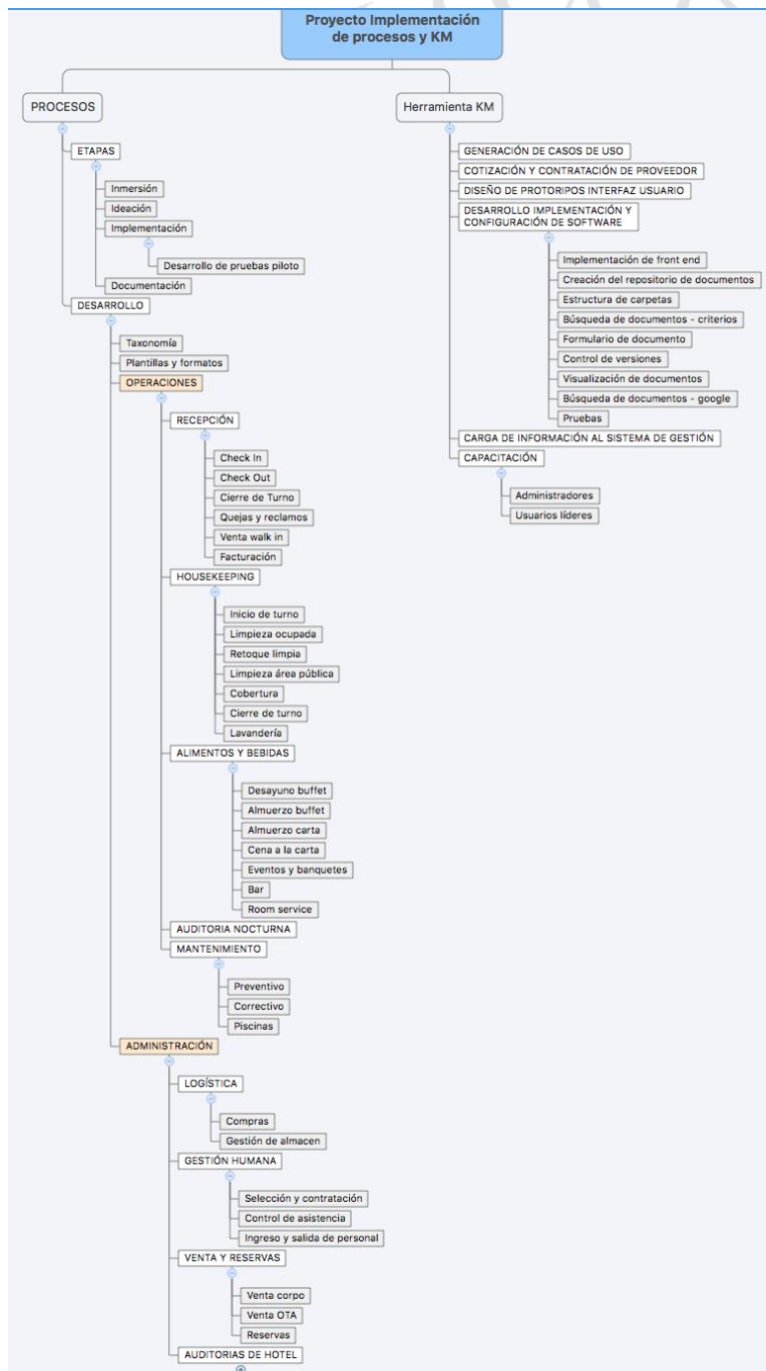 Proyecto Implementación
de procesos y KM
PROCESOS
ETAPAS
Inmersión
Ideación
Implementación
Desarrollo de pruebas piloto
Documentación
DESARROLLO
Taxonomía
Plantillas y formatos
OPERACIONES
RECEPCIÓN
Check In
Check Out
Cierre de Turno
Quejas y reclamos
Venta walk in
Facturación
HOUSEKEEPING
Inicio de turno
Limpieza ocupada
Retoque limpia
Limpieza área pública
Cobertura
Cierre de turno
Lavandería
ALIMENTOS Y BEBIDAS
Desayuno buffet
Almuerzo buffet
Almuerzo carta
Cena a la carta
Eventos y banquetes
Bar
Room service
AUDITORIA NOCTURNA
MANTENIMIENTO
Preventivo
Correctivo
Piscinas
ADMINISTRACIÓN
LOGÍSTICA
Compras
Gestión de almacen
GESTIÓN HUMANA
Selección y contratación
Control de asistencia
Ingreso y salida de personal
VENTA Y RESERVAS
Venta corpo
Venta OTA
Reservas
AUDITORIAS DE HOTEL
Herramienta KM
GENERACIÓN DE CASOS DE USO
COTIZACIÓN Y CONTRATACIÓN DE PROVEEDOR
DISEÑO DE PROTORIPOS INTERFAZ USUARIO
DESARROLLO IMPLEMENTACIÓN Y
CONFIGURACIÓN DE SOFTWARE
Implementación de front end
Creación del repositorio de documentos
Estructura de carpetas
Búsqueda de documentos - criterios
Formulario de documento
Control de versiones
Visualización de documentos
Búsqueda de documentos - google
Pruebas
CARGA DE INFORMACIÓN AL SISTEMA DE GESTIÓN
CAPACITACIÓN
Administradores
Usuarios líderes